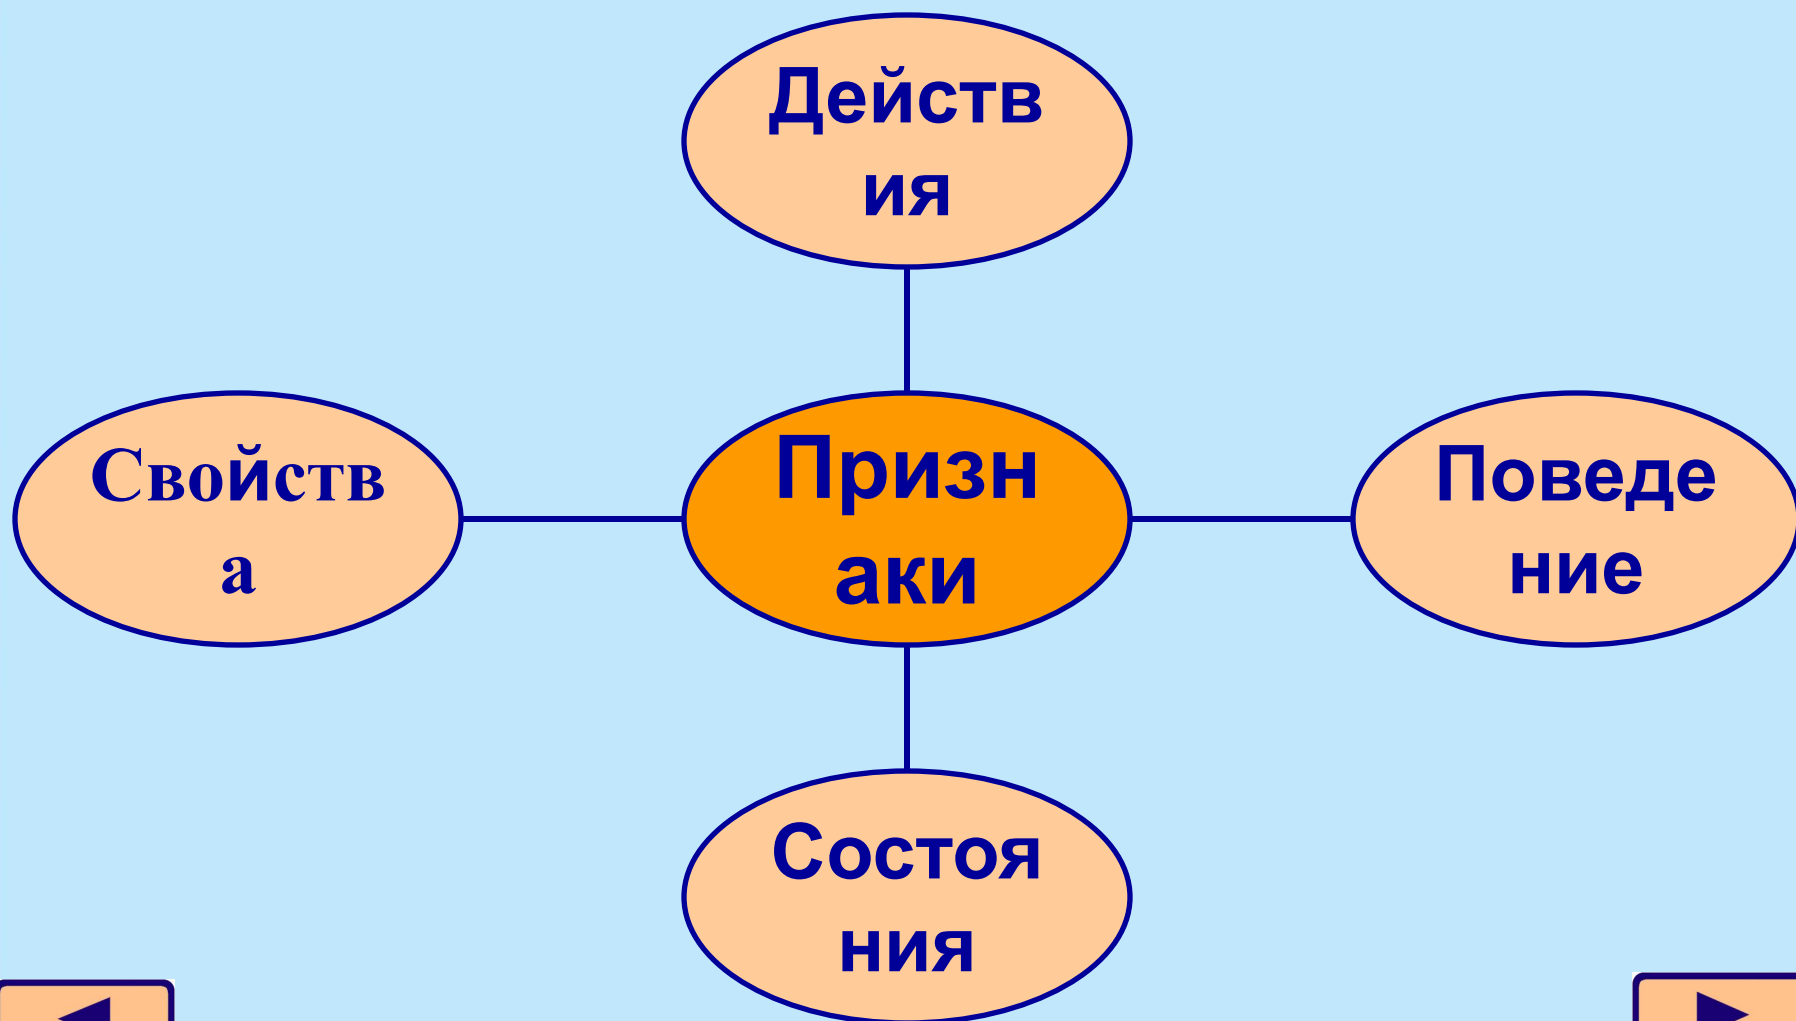 Действ
ия
Свойств
а
Призн
аки
Поведе
ние
Состоя
ния